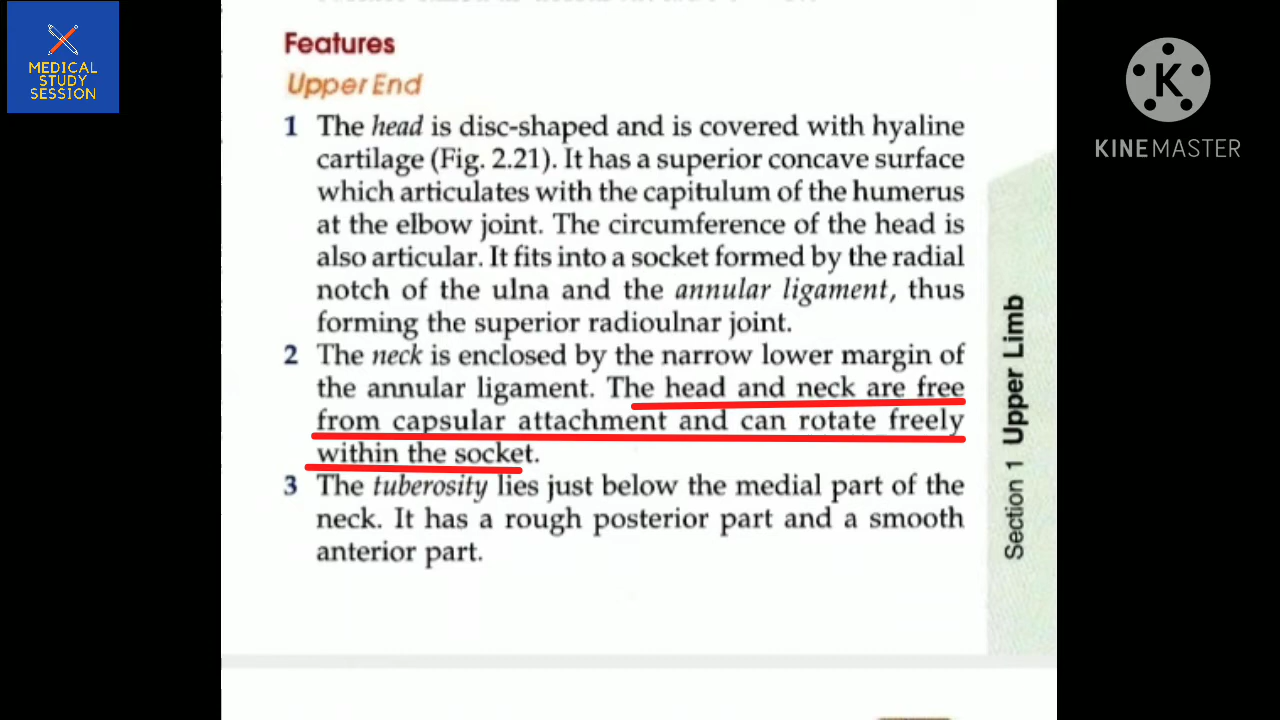 MEDICAL
STUDY
SESSION
K
KINEMASTER
Features
Upper End
1 The head is disc-shaped and is covered with hyaline
cartilage (Fig. 2.21). It has a superior concave surface
which articulates with the capitulum of the humerus
at the elbow joint. The circumference of the head is
also articular. It fits into a socket formed by the radial
notch of the ulna and the annular ligament, thus
forming the superior radioulnar joint.
2 The neck is enclosed by the narrow lower margin of
the annular ligament. The head and neck are free
from capsular attachment and can rotate freely
within the socket.
3 The tuberosity lies just below the medial part of the
neck. It has a rough posterior part and a smooth
anterior part.
Section 1 Upper Limb